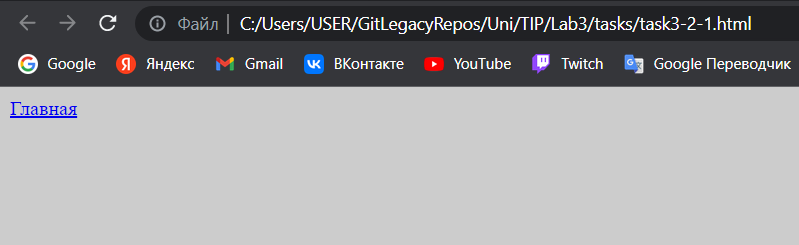 Файл | C:/Users/USER/GitLegacyRepos/Uni/TIP/Lab3/tasks/task3-2-1.html
Google Яндекс Gmail ВКонтакте YouTube Twitch Google Переводчик
Главная